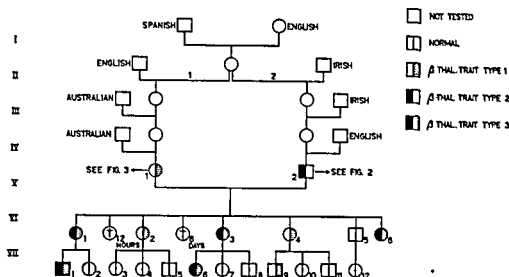 SPANISH ENGLISH
I
ENGLISH IRISH
II 1 2
AUSTRALIAN IRISH
III
AUSTRALIAN ENGLISH
IV
SEE FIG. 3 1 2 SEE FIG. 2
V
VI 1 12 HOURS 2 6 DAYS 3 4 5 6
VII 1 2 3 4 5 6 7 8 9 10 11 12
NOT TESTED
NORMAL
β THAL. TRAIT TYPE 1
β THAL. TRAIT TYPE 2
β THAL. TRAIT TYPE 3